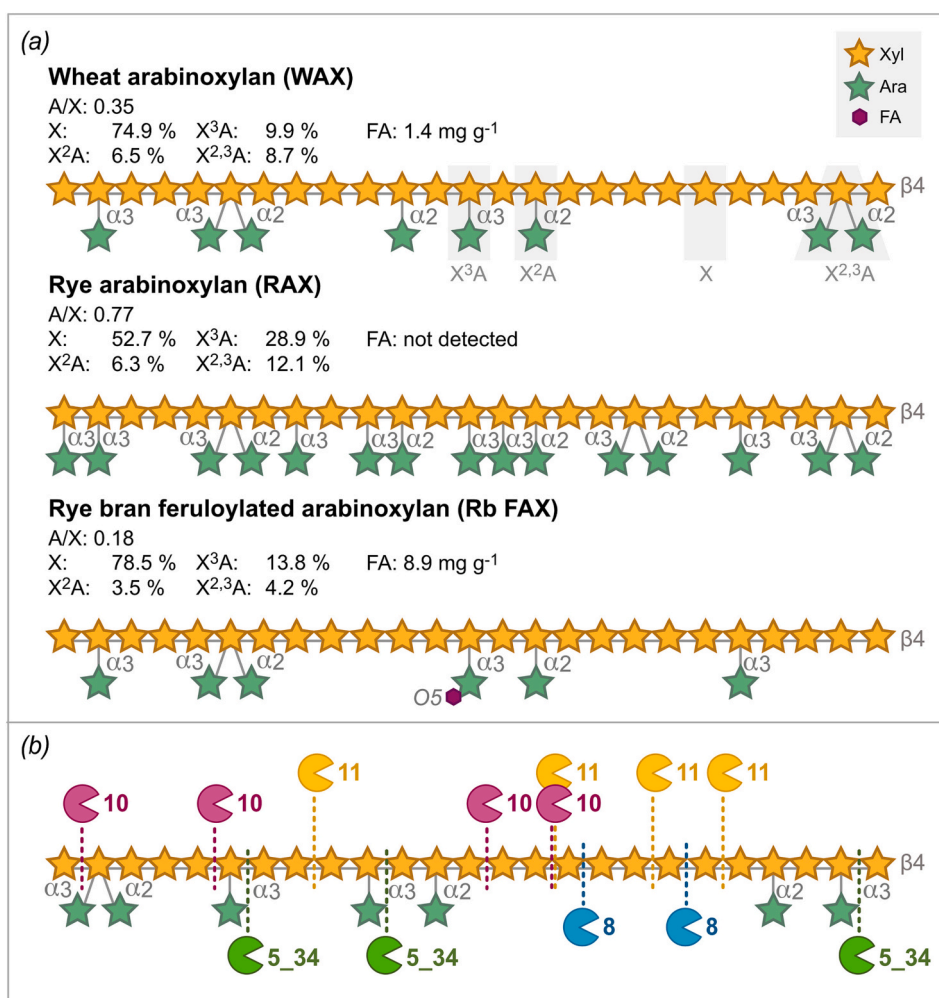 (a)
Wheat arabinoxylan (WAX)
A/X: 0.35
X: 74.9 % X³A: 9.9 % FA: 1.4 mg g⁻¹
X²A: 6.5 % X²,³A: 8.7 %
Xyl
Ara
FA
β4
α3 α3 α2 α2 α3 α2 α3 α2
X³A X²A X X²,³A
Rye arabinoxylan (RAX)
A/X: 0.77
X: 52.7 % X³A: 28.9 % FA: not detected
X²A: 6.3 % X²,³A: 12.1 %
β4
α3 α3 α3 α2 α3 α3 α2 α3 α3 α2 α3 α2 α3 α3 α2
Rye bran feruloylated arabinoxylan (Rb FAX)
A/X: 0.18
X: 78.5 % X³A: 13.8 % FA: 8.9 mg g⁻¹
X²A: 3.5 % X²,³A: 4.2 %
β4
α3 α3 α2 α3 α2 α3
O5
(b)
11 11 11 11
10 10 10 10
β4
α3 α2 α3 α3 α2 α2 α3
8 8
5_34 5_34 5_34